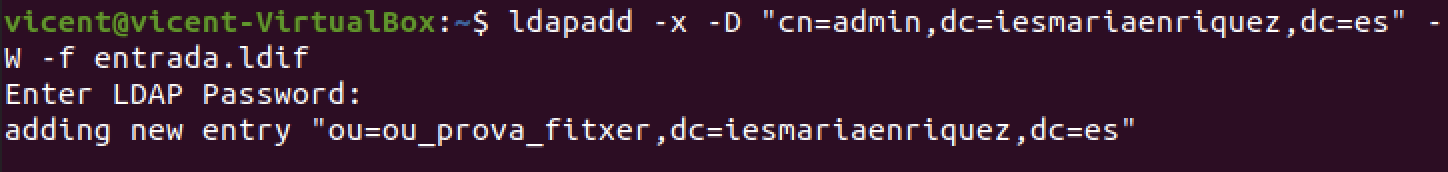 vicent@vicent-VirtualBox:~$ ldapadd -x -D "cn=admin,dc=iesmariaenriquez,dc=es" -
W -f entrada.ldif
Enter LDAP Password:
adding new entry "ou=ou_prova_fitxer,dc=iesmariaenriquez,dc=es"